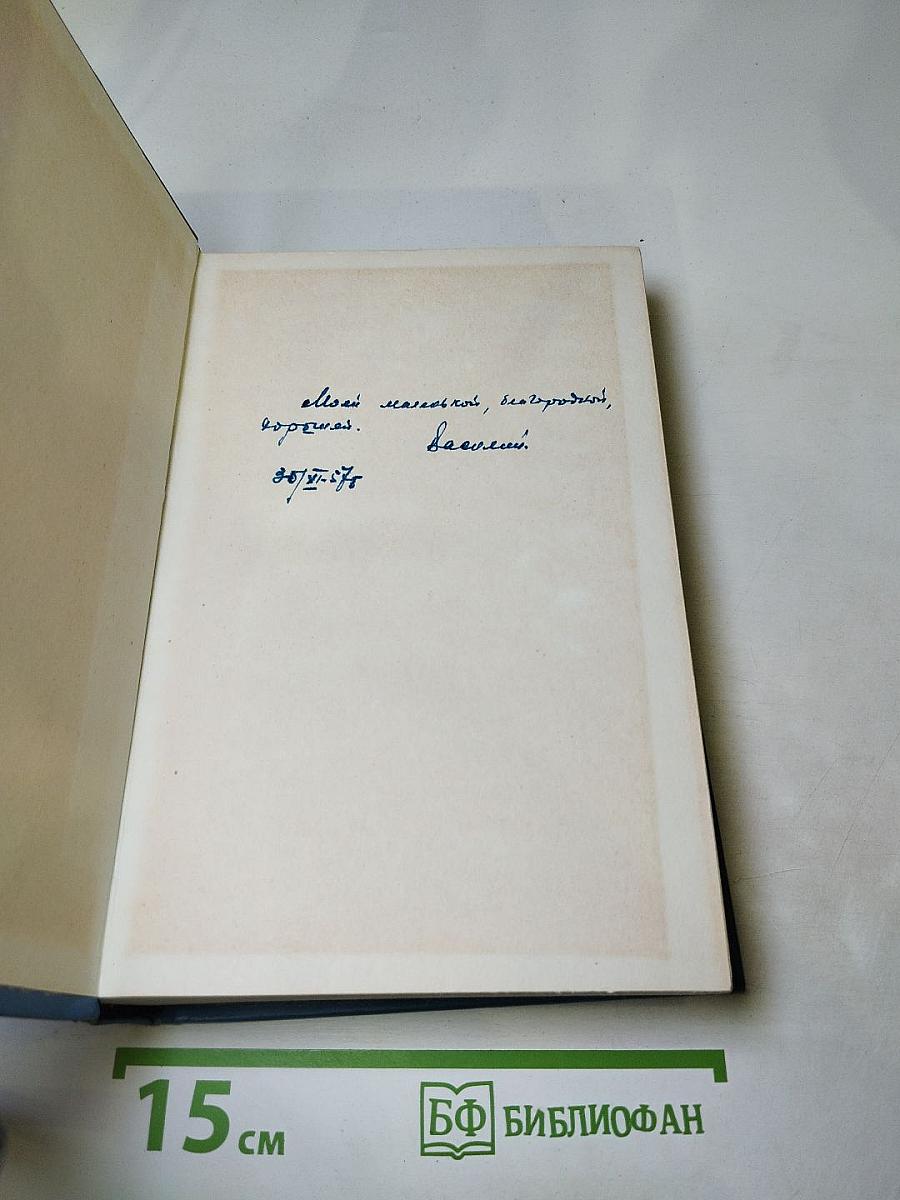 Моей маленькой, благородной,
хорошей.
Василий.
30/XI-57г
15 см
БФ БИБЛИОФАН